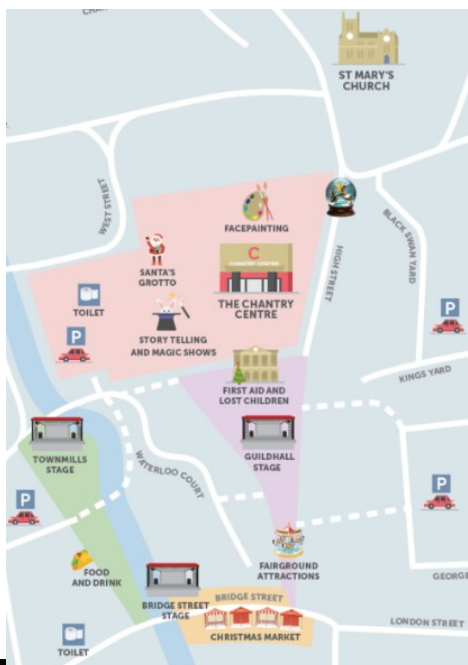 ST MARY'S
CHURCH
WEST STREET
FACEPAINTING
BLACK SWAN YARD
HIGH STREET
SANTA'S
GROTTO
C
CHANTRY CENTRE
THE CHANTRY
CENTRE
TOILET
P
STORY TELLING
AND MAGIC SHOWS
P
KINGS YARD
FIRST AID AND
LOST CHILDREN
TOWNMILLS
STAGE
WATERLOO COURT
GUILDHALL
STAGE
P
P
FOOD
AND DRINK
FAIRGROUND
ATTRACTIONS
GEORGE
BRIDGE STREET
BRIDGE STREET
STAGE
LONDON STREET
CHRISTMAS MARKET
TOILET